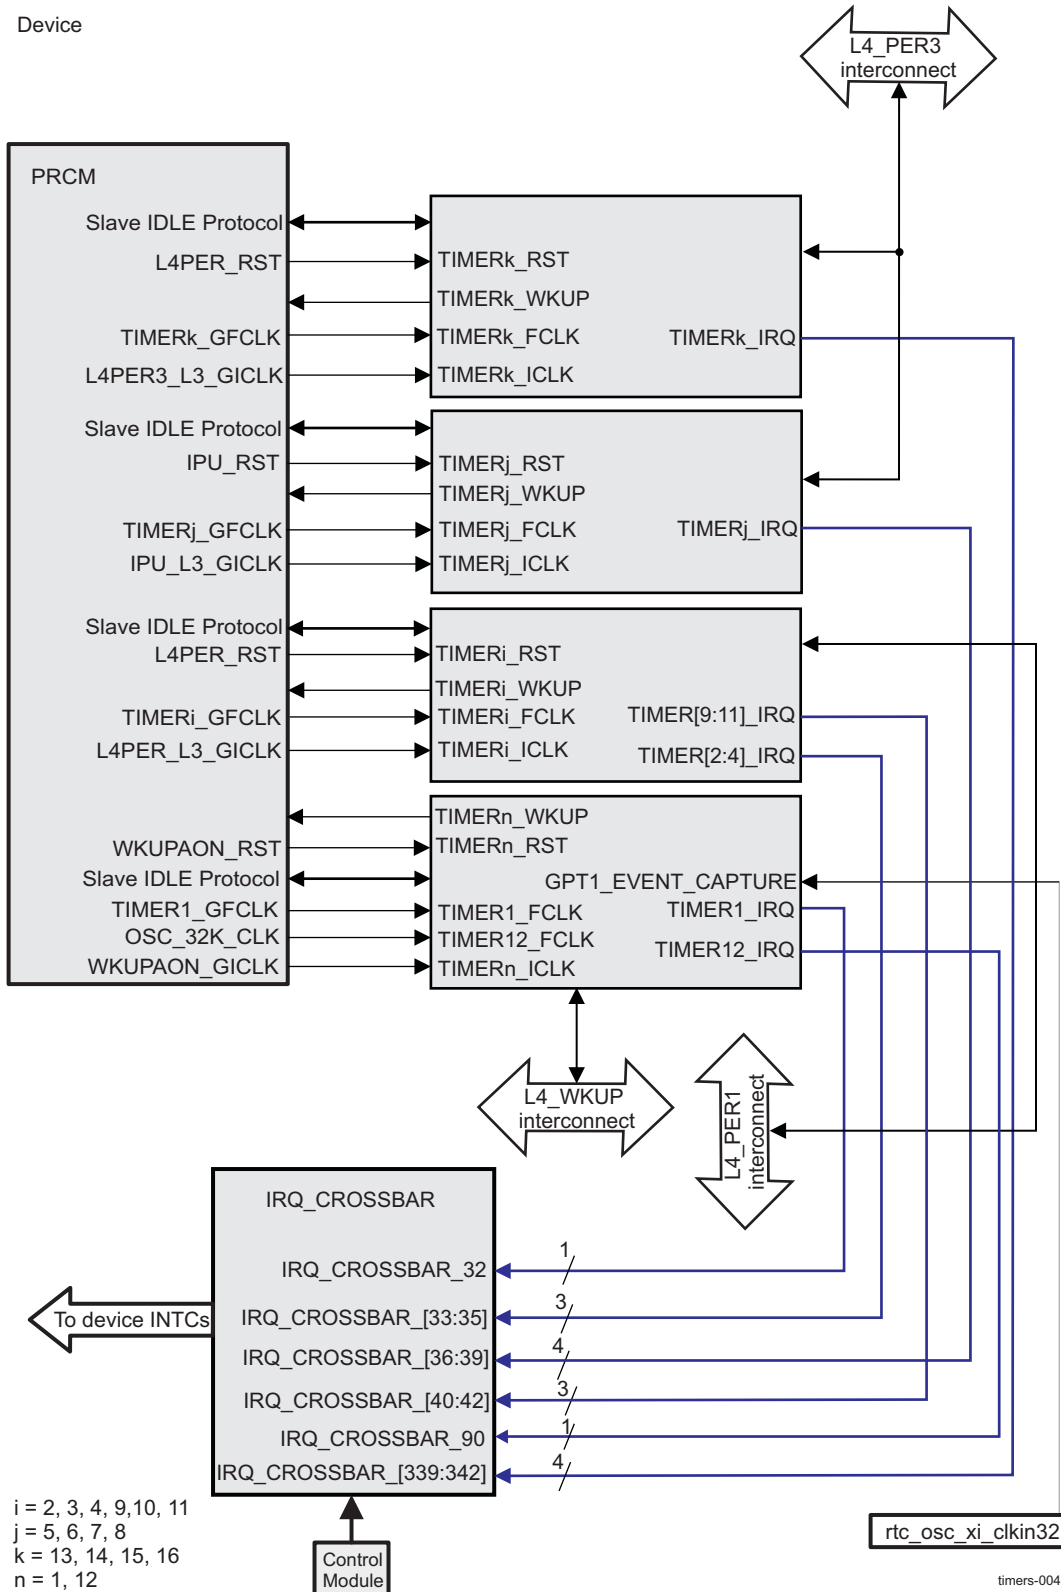 Device
L4_PER3
interconnect
PRCM
Slave IDLE Protocol
L4PER_RST
TIMERk_GFCLK
L4PER3_L3_GICLK
Slave IDLE Protocol
IPU_RST
TIMERj_GFCLK
IPU_L3_GICLK
Slave IDLE Protocol
L4PER_RST
TIMERi_GFCLK
L4PER_L3_GICLK
WKUPAON_RST
Slave IDLE Protocol
TIMER1_GFCLK
OSC_32K_CLK
WKUPAON_GICLK
TIMERk_RST
TIMERk_WKUP
TIMERk_FCLK
TIMERk_IRQ
TIMERk_ICLK
TIMERj_RST
TIMERj_WKUP
TIMERj_FCLK
TIMERj_IRQ
TIMERj_ICLK
TIMERi_RST
TIMERi_WKUP
TIMERi_FCLK
TIMER[9:11]_IRQ
TIMERi_ICLK
TIMER[2:4]_IRQ
TIMERn_WKUP
TIMERn_RST
GPT1_EVENT_CAPTURE
TIMER1_FCLK
TIMER1_IRQ
TIMER12_FCLK
TIMER12_IRQ
TIMERn_ICLK
L4_WKUP
interconnect
L4_PER1
interconnect
IRQ_CROSSBAR
IRQ_CROSSBAR_32
1
IRQ_CROSSBAR_[33:35]
3
IRQ_CROSSBAR_[36:39]
4
IRQ_CROSSBAR_[40:42]
3
IRQ_CROSSBAR_90
1
IRQ_CROSSBAR_[339:342]
4
To device INTCs
i = 2, 3, 4, 9,10, 11
j = 5, 6, 7, 8
k = 13, 14, 15, 16
n = 1, 12
Control
Module
rtc_osc_xi_clkin32
timers-004